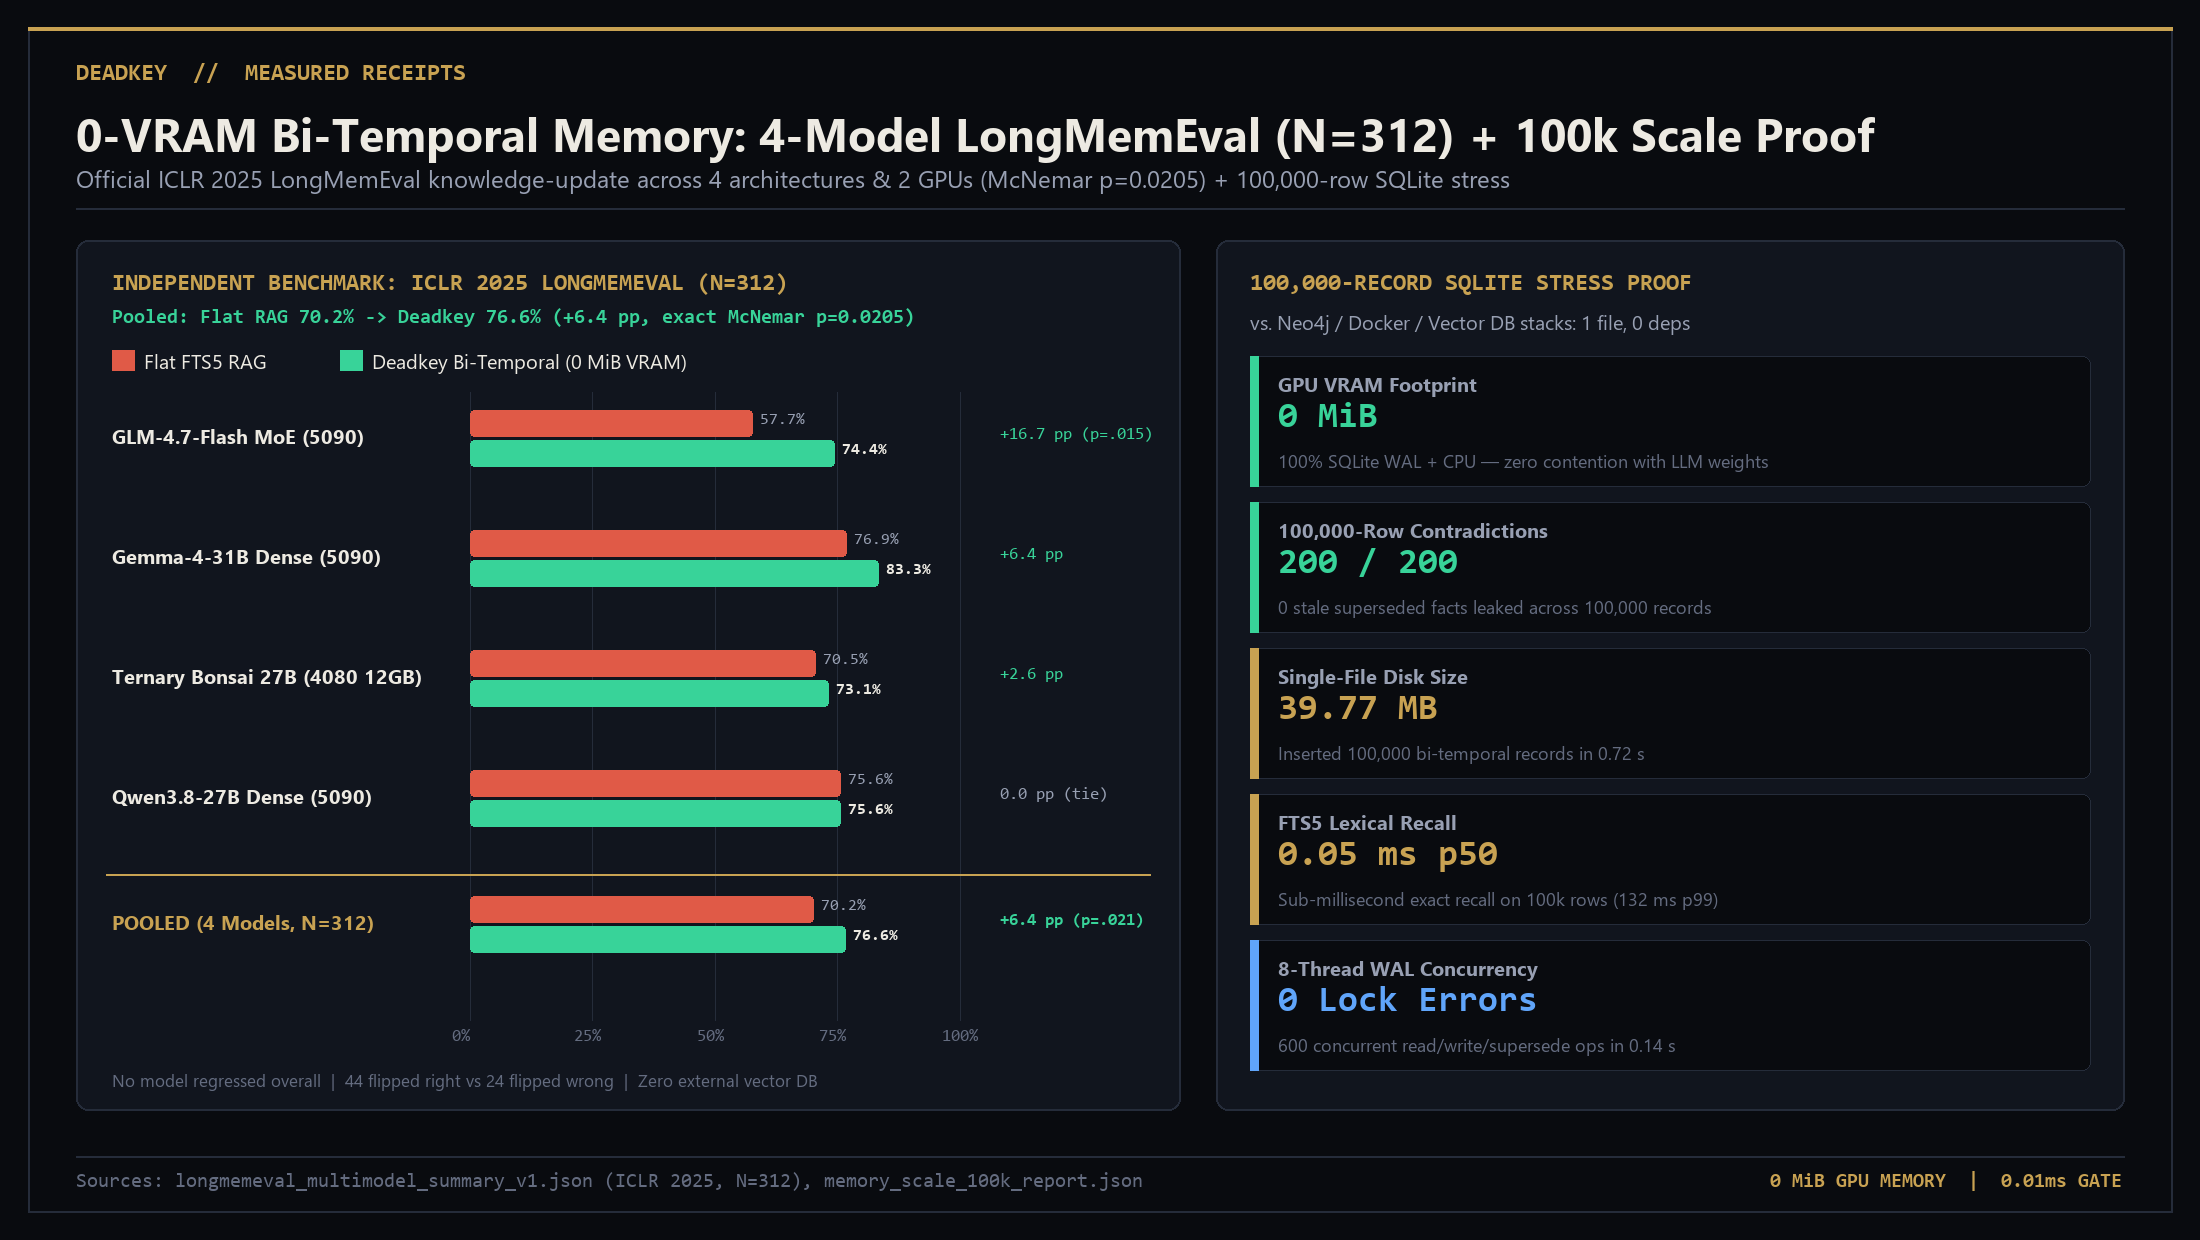 DEADKEY // MEASURED RECEIPTS
0-VRAM Bi-Temporal Memory: 4-Model LongMemEval (N=312) + 100k Scale Proof
Official ICLR 2025 LongMemEval knowledge-update across 4 architectures & 2 GPUs (McNemar p=0.0205) + 100,000-row SQLite stress
INDEPENDENT BENCHMARK: ICLR 2025 LONGMEMEVAL (N=312)
Pooled: Flat RAG 70.2% -> Deadkey 76.6% (+6.4 pp, exact McNemar p=0.0205)
Flat FTS5 RAG
Deadkey Bi-Temporal (0 MiB VRAM)
GLM-4.7-Flash MoE (5090)
57.7%
74.4%
+16.7 pp (p=.015)
Gemma-4-31B Dense (5090)
76.9%
83.3%
+6.4 pp
Ternary Bonsai 27B (4080 12GB)
70.5%
73.1%
+2.6 pp
Qwen3.8-27B Dense (5090)
75.6%
75.6%
0.0 pp (tie)
POOLED (4 Models, N=312)
70.2%
76.6%
+6.4 pp (p=.021)
0%
25%
50%
75%
100%
No model regressed overall | 44 flipped right vs 24 flipped wrong | Zero external vector DB
100,000-RECORD SQLITE STRESS PROOF
vs. Neo4j / Docker / Vector DB stacks: 1 file, 0 deps
GPU VRAM Footprint
0 MiB
100% SQLite WAL + CPU — zero contention with LLM weights
100,000-Row Contradictions
200 / 200
0 stale superseded facts leaked across 100,000 records
Single-File Disk Size
39.77 MB
Inserted 100,000 bi-temporal records in 0.72 s
FTS5 Lexical Recall
0.05 ms p50
Sub-millisecond exact recall on 100k rows (132 ms p99)
8-Thread WAL Concurrency
0 Lock Errors
600 concurrent read/write/supersede ops in 0.14 s
Sources: longmemeval_multimodel_summary_v1.json (ICLR 2025, N=312), memory_scale_100k_report.json
0 MiB GPU MEMORY | 0.01ms GATE